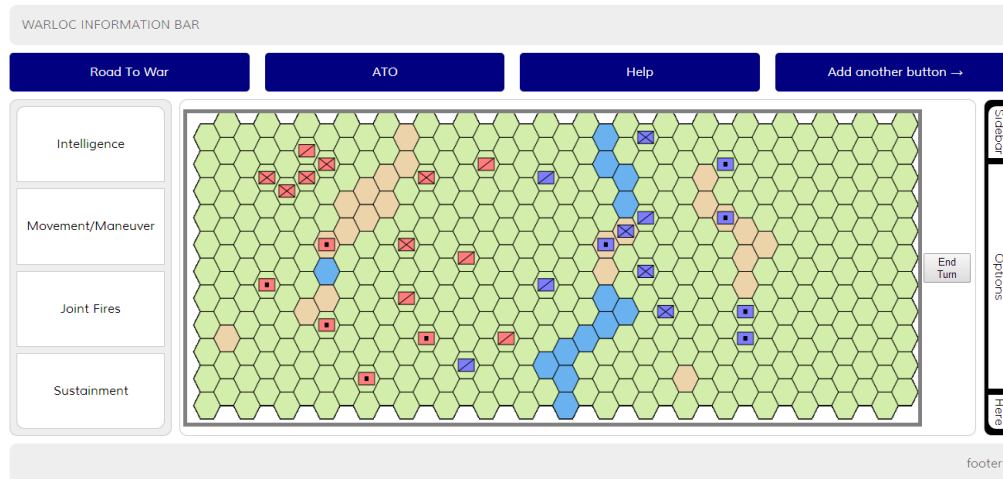 WARLOC INFORMATION BAR
Road To War
ATO
Help
Add another button →
Intelligence
Movement/Maneuver
Joint Fires
Sustainment
End
Turn
Sidebar
Options
Here
footer